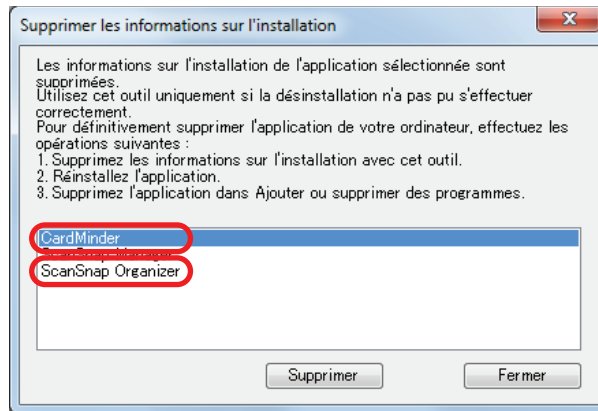 Supprimer les informations sur l'installation
Les informations sur l'installation de l'application sélectionnée sont
supprimées.
Utilisez cet outil uniquement si la désinstallation n'a pas pu s'effectuer
correctement.
Pour définitivement supprimer l'application de votre ordinateur, effectuez les
opérations suivantes :
1. Supprimez les informations sur l'installation avec cet outil.
2. Réinstallez l'application.
3. Supprimez l'application dans Ajouter ou supprimer des programmes.
CardMinder
ScanSnap Manager
ScanSnap Organizer
Supprimer
Fermer